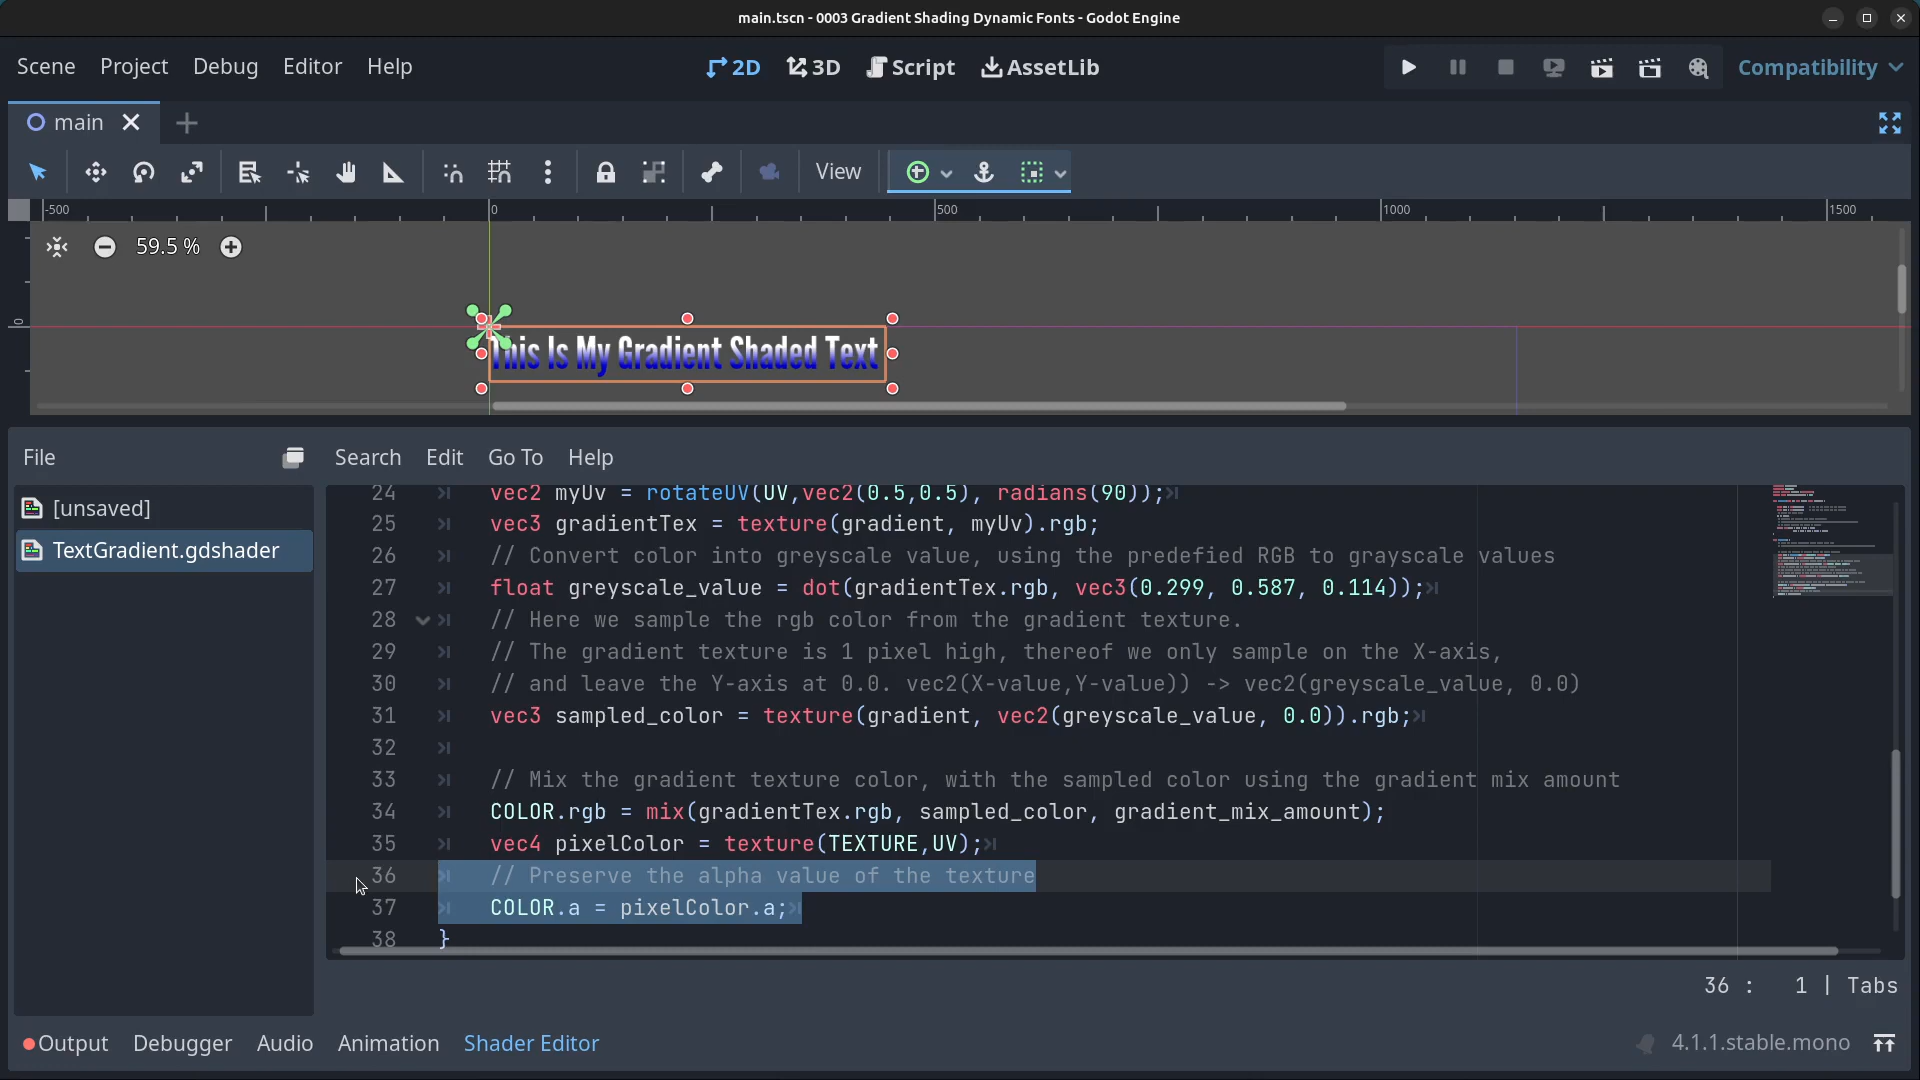 main.tscn - 0003 Gradient Shading Dynamic Fonts - Godot Engine
Scene Project Debug Editor Help 2D 3D Script AssetLib Compatibility
main
View
-500 0 500 1000 1500
59.5 %
0
This Is My Gradient Shaded Text
File Search Edit Go To Help
[unsaved]
TextGradient.gdshader
24 vec2 myUv = rotateUV(UV,vec2(0.5,0.5), radians(90));
25 vec3 gradientTex = texture(gradient, myUv).rgb;
26 // Convert color into greyscale value, using the predefied RGB to grayscale values
27 float greyscale_value = dot(gradientTex.rgb, vec3(0.299, 0.587, 0.114));
28 // Here we sample the rgb color from the gradient texture.
29 // The gradient texture is 1 pixel high, thereof we only sample on the X-axis,
30 // and leave the Y-axis at 0.0. vec2(X-value,Y-value)) -> vec2(greyscale_value, 0.0)
31 vec3 sampled_color = texture(gradient, vec2(greyscale_value, 0.0)).rgb;
32
33 // Mix the gradient texture color, with the sampled color using the gradient mix amount
34 COLOR.rgb = mix(gradientTex.rgb, sampled_color, gradient_mix_amount);
35 vec4 pixelColor = texture(TEXTURE,UV);
36 // Preserve the alpha value of the texture
37 COLOR.a = pixelColor.a;
38 }
36 : 1 | Tabs
Output Debugger Audio Animation Shader Editor 4.1.1.stable.mono